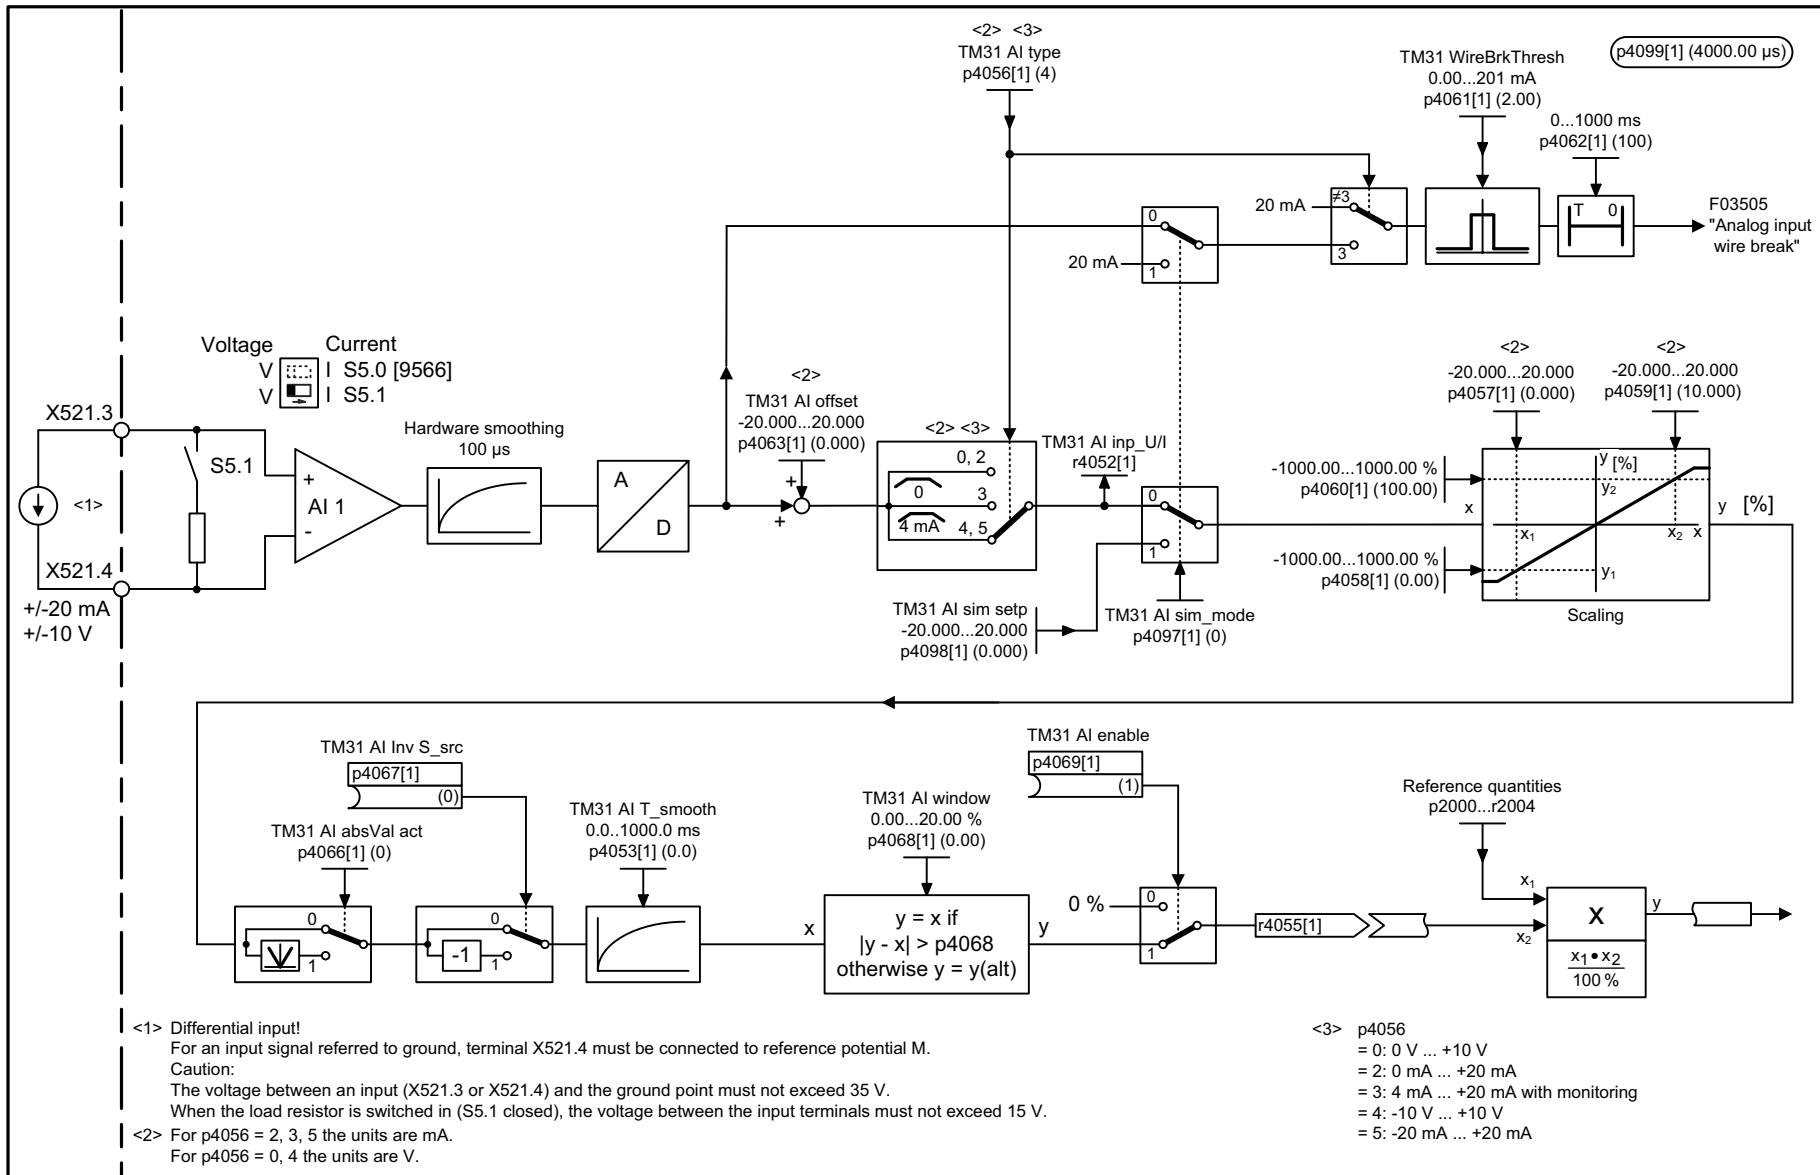 <2> <3>
TM31 AI type
p4056[1] (4)
TM31 WireBrkThresh
0.00...201 mA
p4061[1] (2.00)
p4099[1] (4000.00 µs)
0...1000 ms
p4062[1] (100)
20 mA
≠3
3
T 0
F03505
"Analog input
wire break"
0
20 mA
1
Voltage Current
V I S5.0 [9566]
V I S5.1
X521.3
S5.1
<1>
X521.4
+/-20 mA
+/-10 V
+
AI 1
-
Hardware smoothing
100 µs
A
D
<2>
TM31 AI offset
-20.000...20.000
p4063[1] (0.000)
+
+
<2> <3>
0, 2
0
3
4 mA
4, 5
TM31 AI inp_U/I
r4052[1]
0
1
TM31 AI sim setp
-20.000...20.000
p4098[1] (0.000)
TM31 AI sim_mode
p4097[1] (0)
<2>
-20.000...20.000
p4057[1] (0.000)
<2>
-20.000...20.000
p4059[1] (10.000)
-1000.00...1000.00 %
p4060[1] (100.00)
x
-1000.00...1000.00 %
p4058[1] (0.00)
y [%]
y2
x1
x2 x
y1
Scaling
y [%]
TM31 AI Inv S_src
p4067[1]
(0)
TM31 AI absVal act
p4066[1] (0)
0
1
0
-1
1
TM31 AI T_smooth
0.0..1000.0 ms
p4053[1] (0.0)
TM31 AI window
0.00...20.00 %
p4068[1] (0.00)
x
y = x if
|y - x| > p4068
otherwise y = y(alt)
y
TM31 AI enable
p4069[1]
(1)
0 %
0
1
r4055[1]
Reference quantities
p2000...r2004
x1
x2
X
x1 • x2
100 %
y
<1> Differential input!
For an input signal referred to ground, terminal X521.4 must be connected to reference potential M.
Caution:
The voltage between an input (X521.3 or X521.4) and the ground point must not exceed 35 V.
When the load resistor is switched in (S5.1 closed), the voltage between the input terminals must not exceed 15 V.
<2> For p4056 = 2, 3, 5 the units are mA.
For p4056 = 0, 4 the units are V.
<3> p4056
= 0: 0 V ... +10 V
= 2: 0 mA ... +20 mA
= 3: 4 mA ... +20 mA with monitoring
= 4: -10 V ... +10 V
= 5: -20 mA ... +20 mA